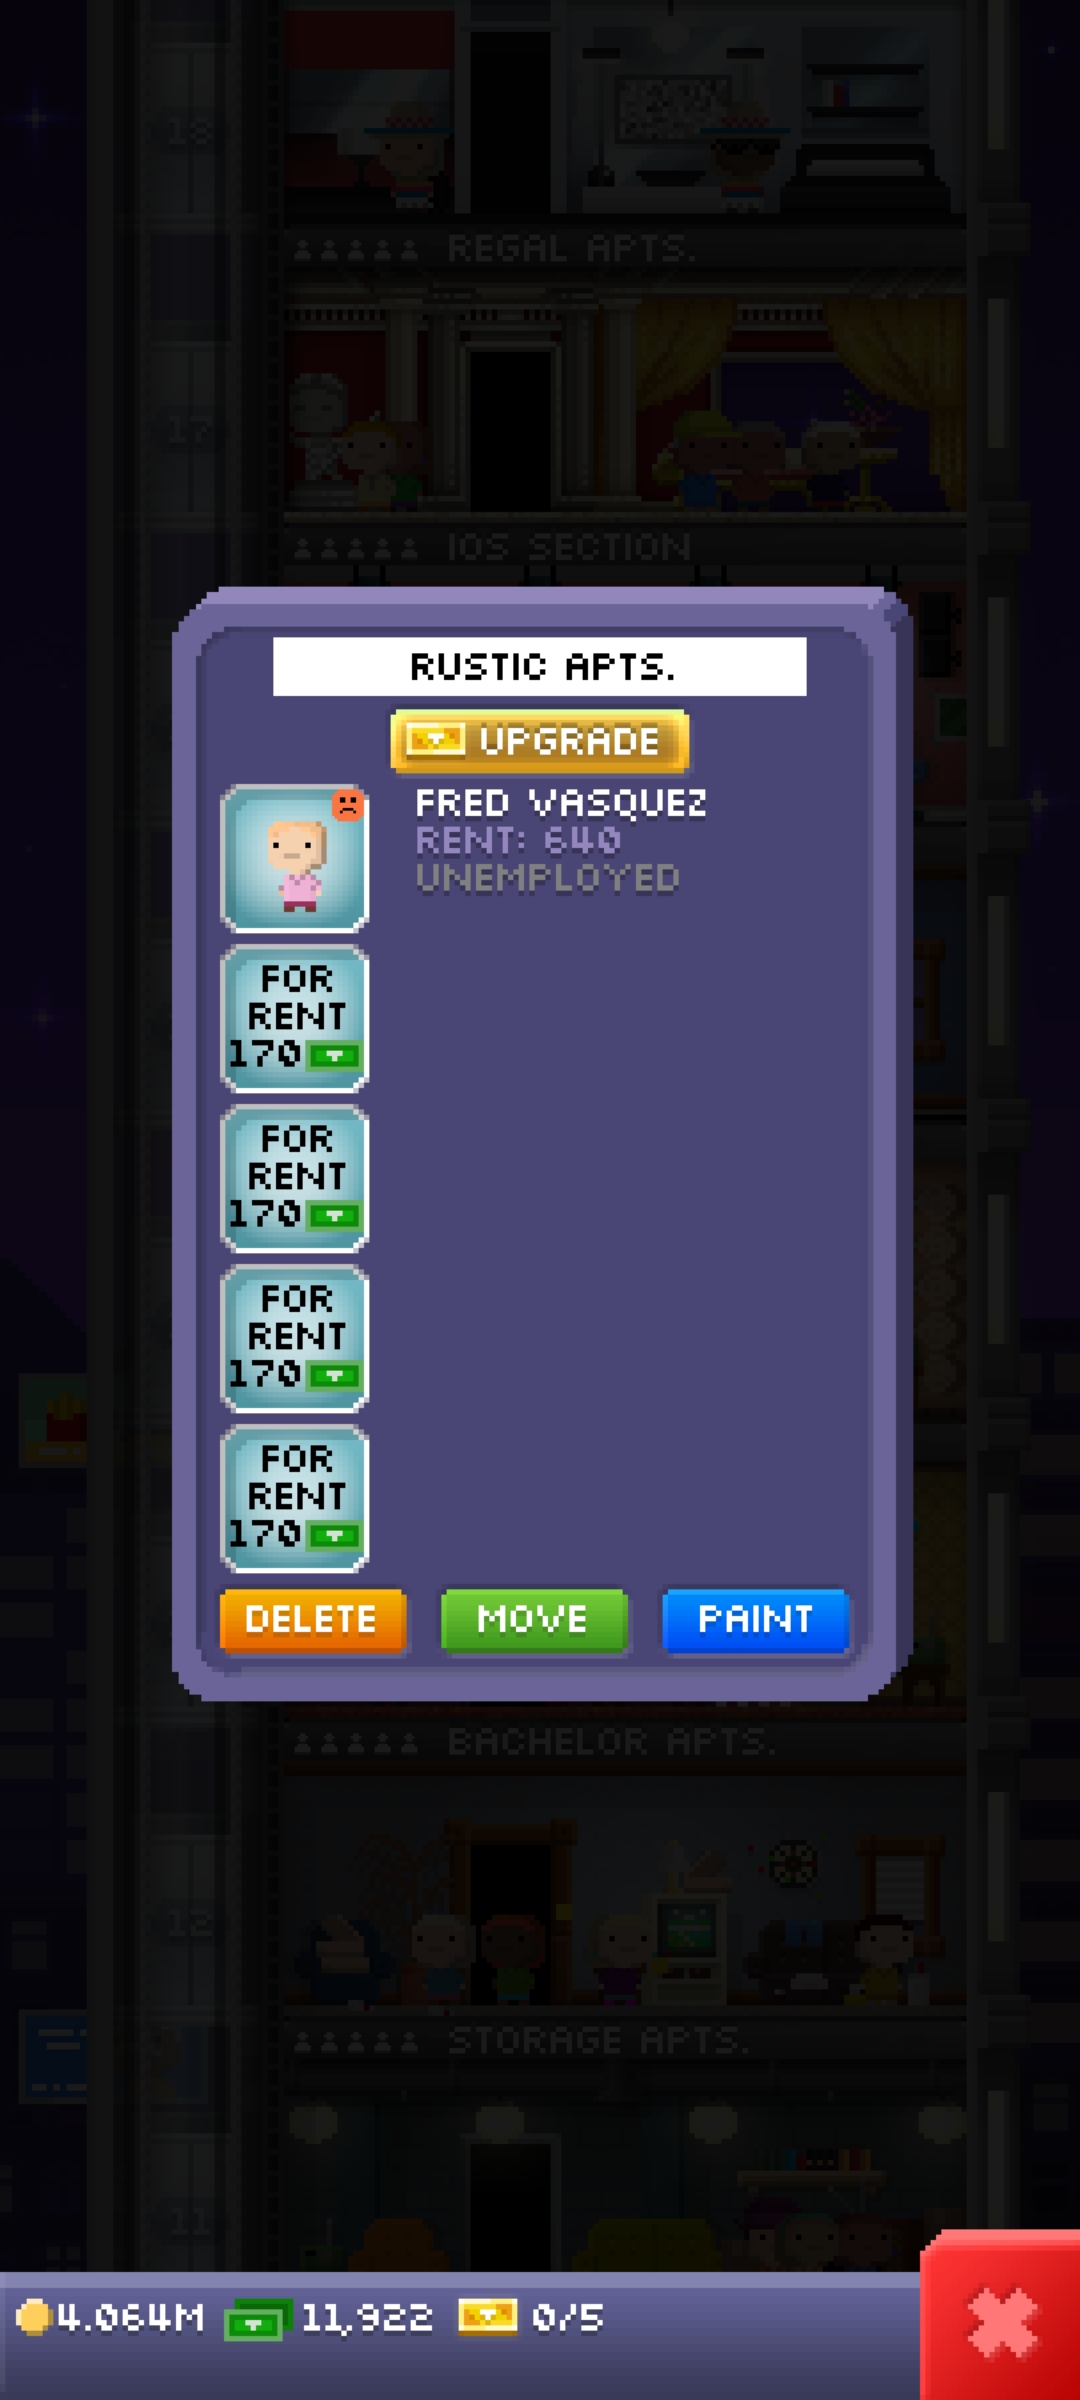 18
REGAL APTS.
17
IOS SECTION
RUSTIC APTS.
UPGRADE
FRED VASQUEZ
RENT: 640
UNEMPLOYED
FOR
RENT
170
FOR
RENT
170
FOR
RENT
170
FOR
RENT
170
DELETE
MOVE
PAINT
BACHELOR APTS.
12
STORAGE APTS.
11
4.064M
11,922
0/5